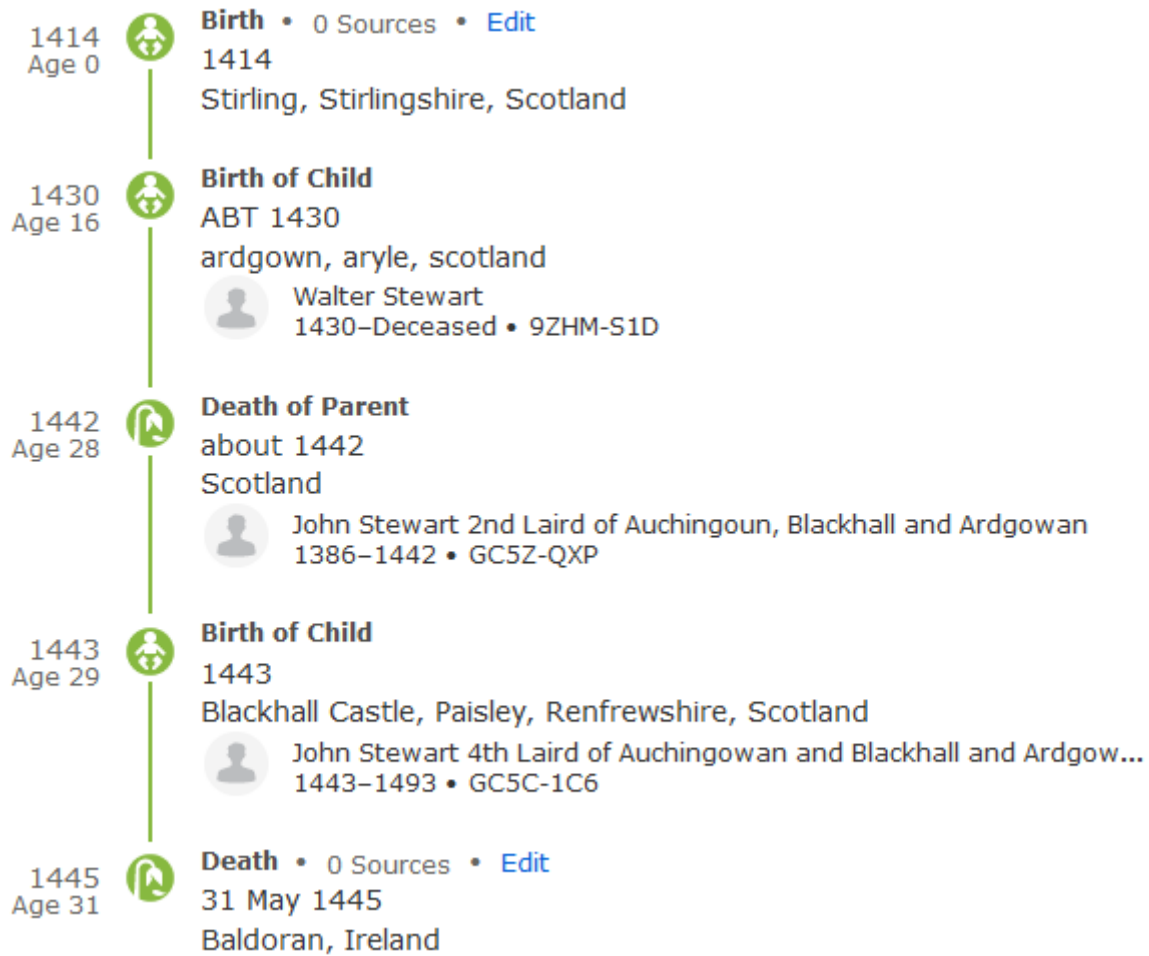 1414
Age 0
Birth • 0 Sources • Edit
1414
Stirling, Stirlingshire, Scotland
1430
Age 16
Birth of Child
ABT 1430
ardgown, aryle, scotland
Walter Stewart
1430–Deceased • 9ZHM-S1D
1442
Age 28
Death of Parent
about 1442
Scotland
John Stewart 2nd Laird of Auchingoun, Blackhall and Ardgowan
1386–1442 • GC5Z-QXP
1443
Age 29
Birth of Child
1443
Blackhall Castle, Paisley, Renfrewshire, Scotland
John Stewart 4th Laird of Auchingowan and Blackhall and Ardgow...
1443–1493 • GC5C-1C6
1445
Age 31
Death • 0 Sources • Edit
31 May 1445
Baldoran, Ireland